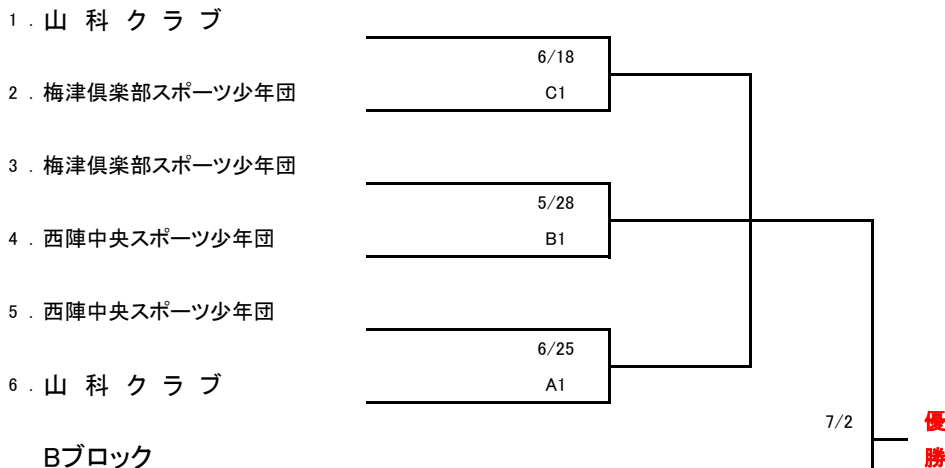 1 . 山 科 ク ラ ブ
6/18
2 . 梅津倶楽部スポーツ少年団
C1
3 . 梅津倶楽部スポーツ少年団
5/28
4 . 西陣中央スポーツ少年団
B1
5 . 西陣中央スポーツ少年団
6/25
6 . 山 科 ク ラ ブ
A1
7/2
優
Bブロック
勝